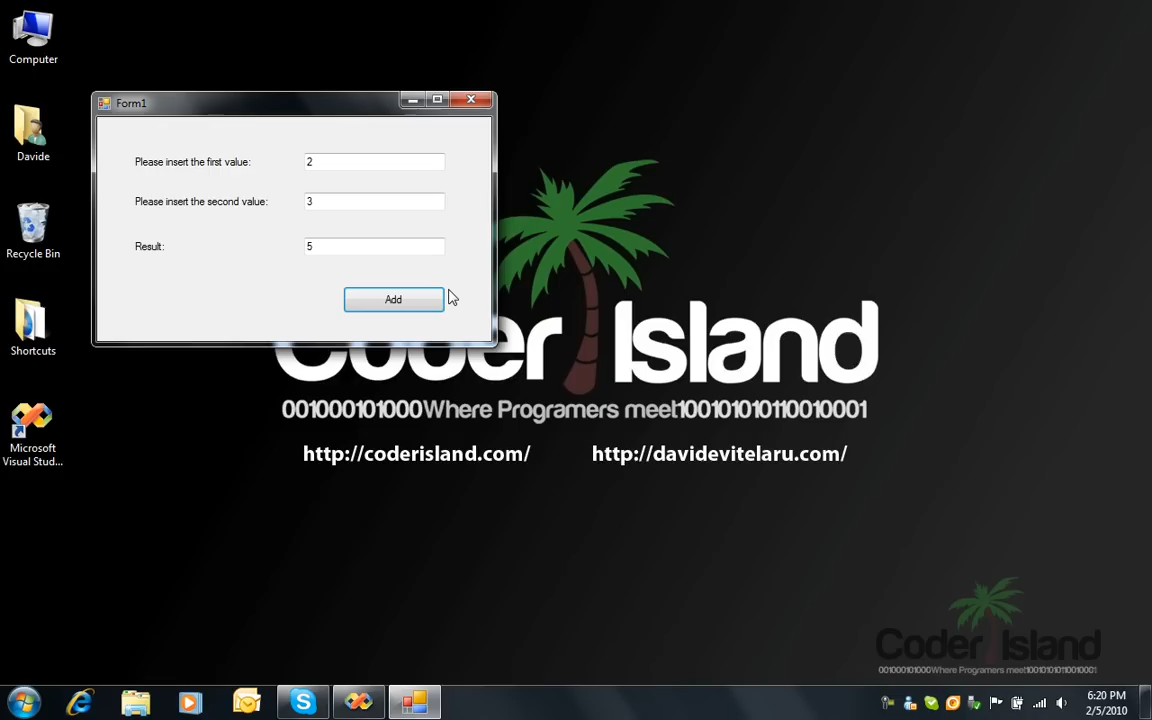 Computer
Davide
Recycle Bin
Shortcuts
Microsoft
Visual Stud...
Form1
Please insert the first value:
2
Please insert the second value:
3
Result:
5
Add
Coder Island
001000101000Where Programers meet100101010110010001
http://coderisland.com/
http://davidevitelaru.com/
Coder Island
6:20 PM
2/5/2010